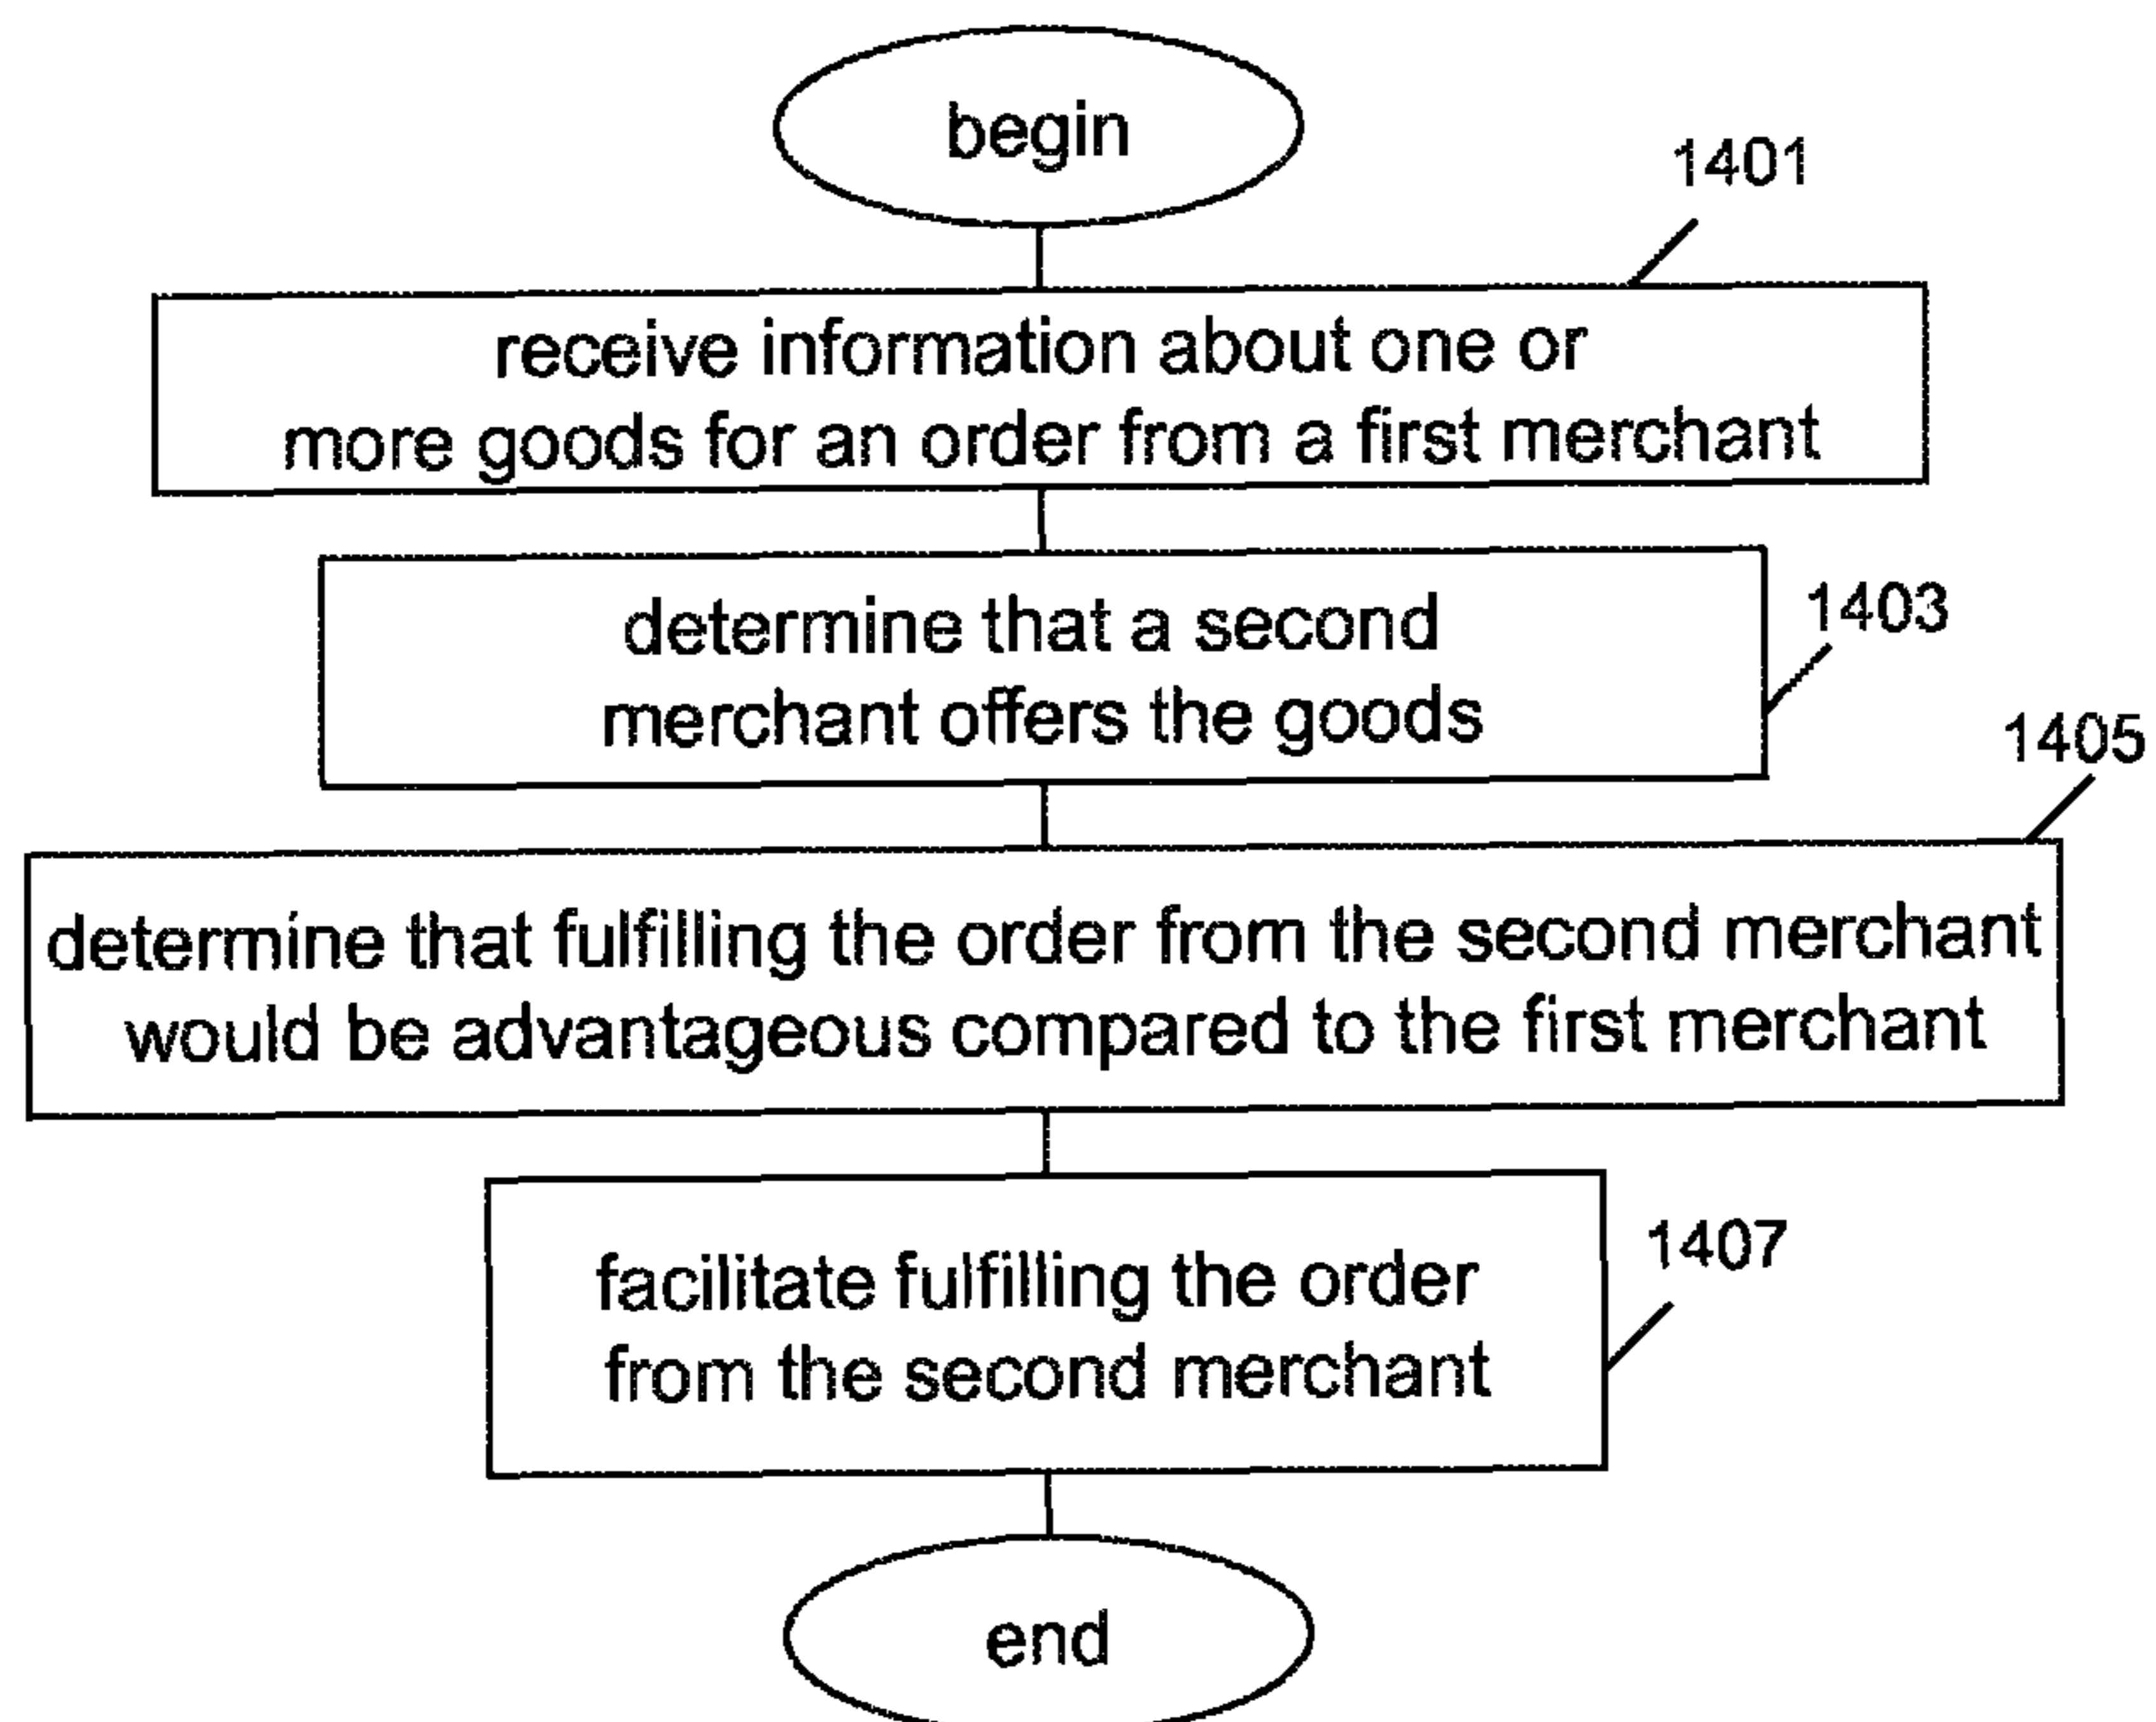 begin
1401
receive information about one or
more goods for an order from a first merchant
determine that a second
merchant offers the goods
1403
1405
determine that fulfilling the order from the second merchant
would be advantageous compared to the first merchant
facilitate fulfilling the order
from the second merchant
1407
end